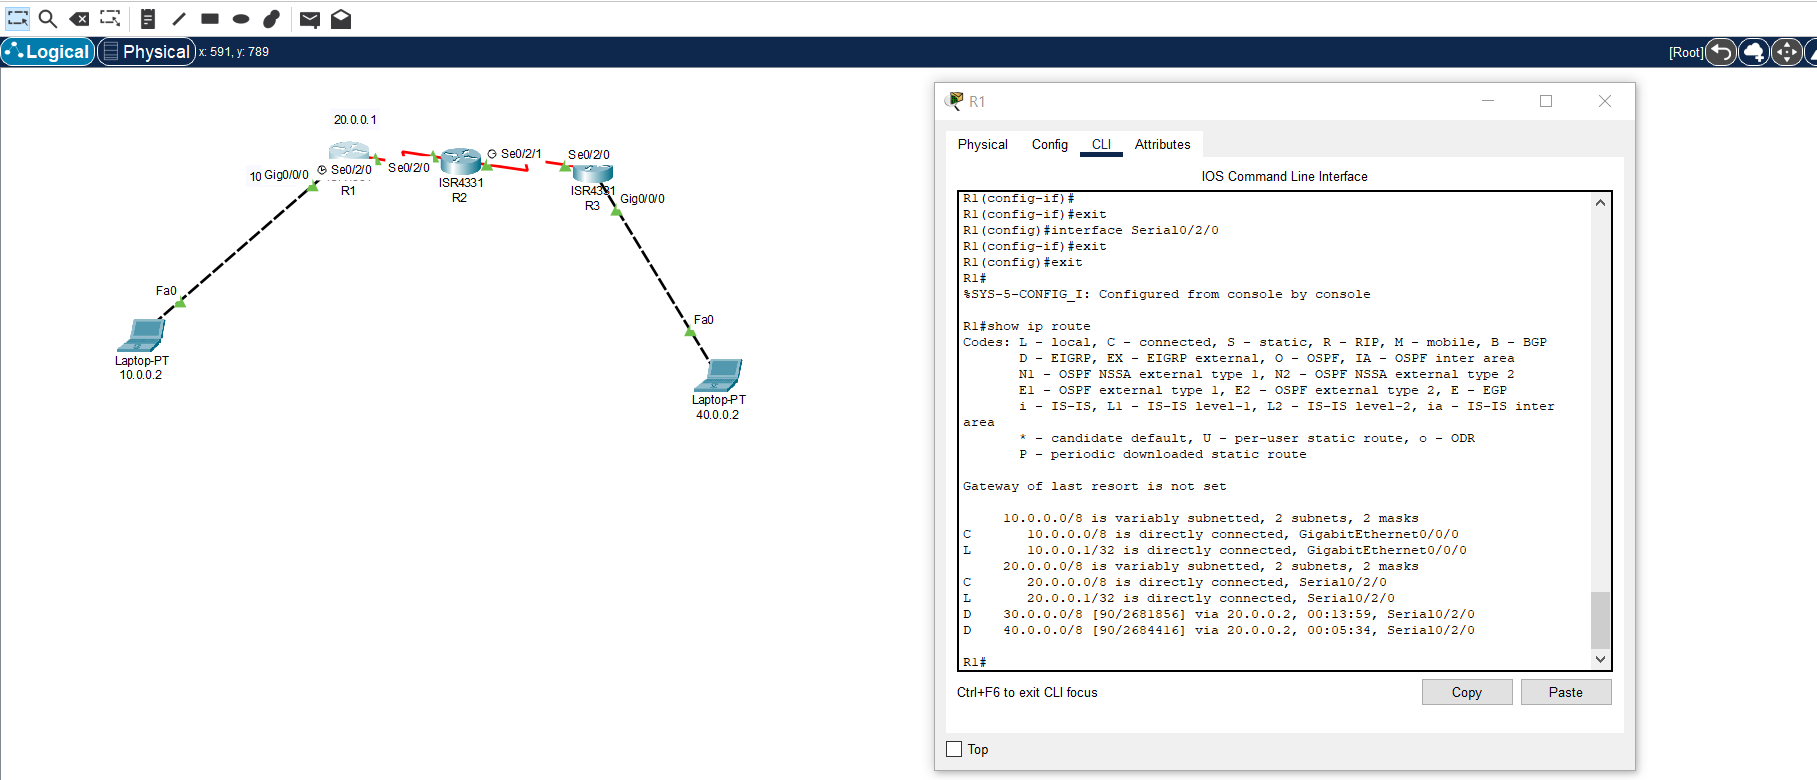 Logical Physical x: 591, y: 789 [Root]
20.0.0.1
10 Gig0/0/0
Se0/2/0
R1
Se0/2/0
ISR4331
R2
Se0/2/1
Se0/2/0
ISR4331
R3
Gig0/0/0
Fa0
Laptop-PT
10.0.0.2
Fa0
Laptop-PT
40.0.0.2
R1
Physical Config CLI Attributes
IOS Command Line Interface
R1(config-if)#
R1(config-if)#exit
R1(config)#interface Serial0/2/0
R1(config-if)#exit
R1(config)#exit
R1#
%SYS-5-CONFIG_I: Configured from console by console
R1#show ip route
Codes: L - local, C - connected, S - static, R - RIP, M - mobile, B - BGP
D - EIGRP, EX - EIGRP external, O - OSPF, IA - OSPF inter area
N1 - OSPF NSSA external type 1, N2 - OSPF NSSA external type 2
E1 - OSPF external type 1, E2 - OSPF external type 2, E - EGP
i - IS-IS, L1 - IS-IS level-1, L2 - IS-IS level-2, ia - IS-IS inter
area
* - candidate default, U - per-user static route, o - ODR
P - periodic downloaded static route
Gateway of last resort is not set
10.0.0.0/8 is variably subnetted, 2 subnets, 2 masks
C 10.0.0.0/8 is directly connected, GigabitEthernet0/0/0
L 10.0.0.1/32 is directly connected, GigabitEthernet0/0/0
20.0.0.0/8 is variably subnetted, 2 subnets, 2 masks
C 20.0.0.0/8 is directly connected, Serial0/2/0
L 20.0.0.1/32 is directly connected, Serial0/2/0
D 30.0.0.0/8 [90/2681856] via 20.0.0.2, 00:13:59, Serial0/2/0
D 40.0.0.0/8 [90/2684416] via 20.0.0.2, 00:05:34, Serial0/2/0
R1#
Ctrl+F6 to exit CLI focus
Copy Paste
Top